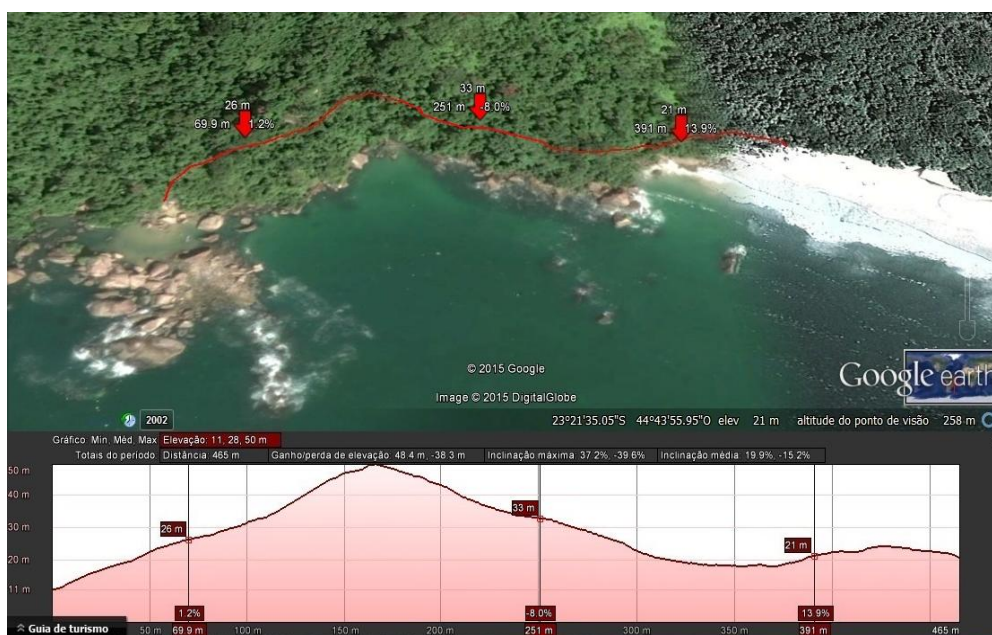 26 m
69.9 m 1.2%
33 m
251 m -8.0%
21 m
391 m 13.9%
© 2015 Google
Image © 2015 DigitalGlobe
Google earth
2002
23°21'35.05"S 44°43'55.95"O elev 21 m altitude do ponto de visão 258 m
Gráfico Min, Méd, Max Elevação: 11, 28, 50 m
Totais do período Distância: 465 m Ganho/perda de elevação 48.4 m, -38.3 m Inclinação máxima 37.2%, -39.6% Inclinação média 19.9%, -15.2%
50 m
40 m
30 m
20 m
11 m
26 m
33 m
21 m
1.2%
-8.0%
13.9%
Guia de turismo
50 m 69.9 m 100 m 150 m 200 m 251 m 300 m 350 m 391 m 465 m